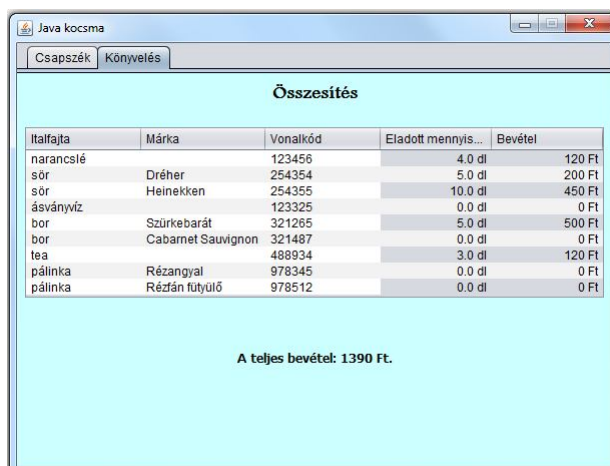 Java kocsma
Csapszék Könyvelés
Összesítés
Italfajta Márka Vonalkód Eladott mennyis... Bevétel
narancslé 123456 4.0 dl 120 Ft
sör Dréher 254354 5.0 dl 200 Ft
sör Heinekken 254355 10.0 dl 450 Ft
ásványvíz 123325 0.0 dl 0 Ft
bor Szürkebarát 321265 5.0 dl 500 Ft
bor Cabarnet Sauvignon 321487 0.0 dl 0 Ft
tea 488934 3.0 dl 120 Ft
pálinka Rézangyal 978345 0.0 dl 0 Ft
pálinka Rézfán fütyülő 978512 0.0 dl 0 Ft
A teljes bevétel: 1390 Ft.